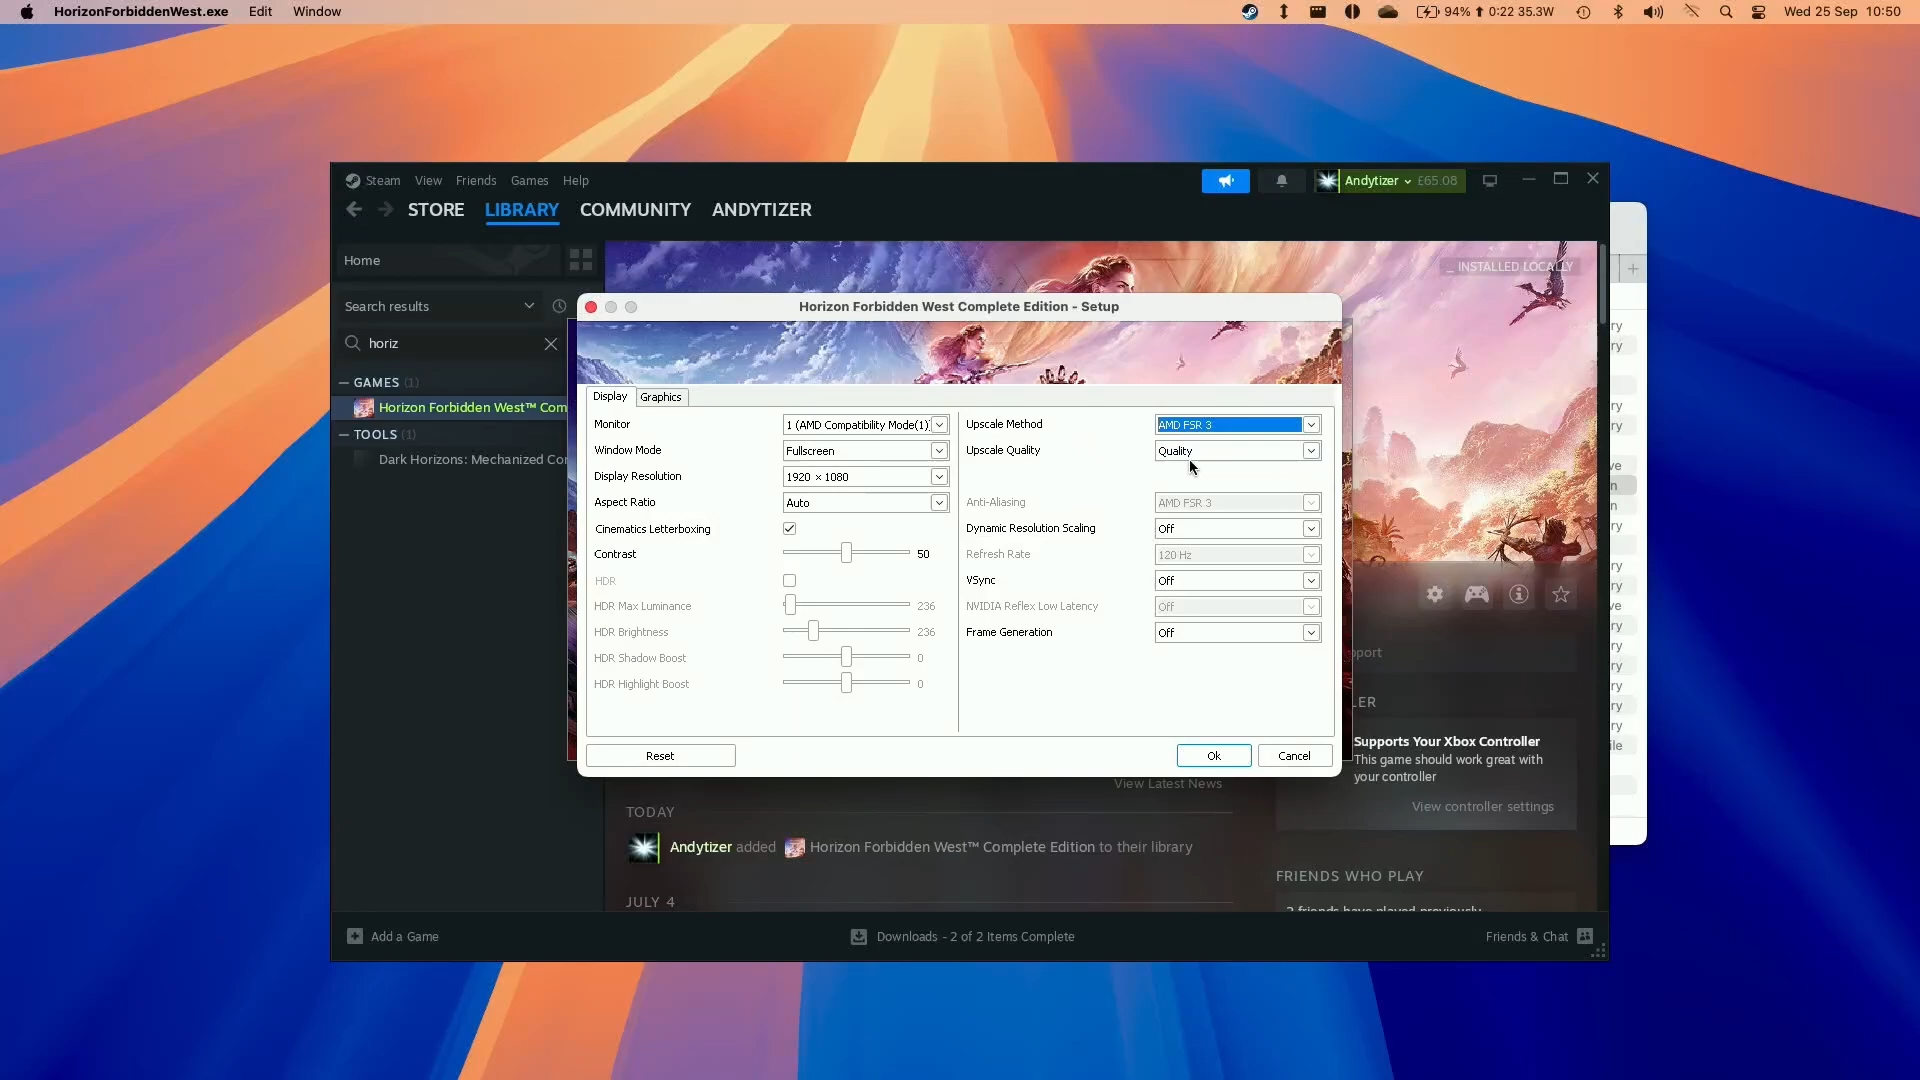 HorizonForbiddenWest.exe Edit Window
94% 0:22 35.3W Wed 25 Sep 10:50
Steam View Friends Games Help
Andytizer £65.08
STORE LIBRARY COMMUNITY ANDYTIZER
Home
_ INSTALLED LOCALLY
Search results
horiz
GAMES (1)
Horizon Forbidden West™ Com
TOOLS (1)
Dark Horizons: Mechanized Cor
Horizon Forbidden West Complete Edition - Setup
Display Graphics
Monitor 1 (AMD Compatibility Mode(1)) Upscale Method AMD FSR 3
Window Mode Fullscreen Upscale Quality Quality
Display Resolution 1920 × 1080
Aspect Ratio Auto Anti-Aliasing AMD FSR 3
Cinematics Letterboxing Dynamic Resolution Scaling Off
Contrast 50 Refresh Rate 120 Hz
HDR VSync Off
HDR Max Luminance 236 NVIDIA Reflex Low Latency Off
HDR Brightness 236 Frame Generation Off
HDR Shadow Boost 0
HDR Highlight Boost 0
Reset Ok Cancel
Supports Your Xbox Controller
This game should work great with
your controller
View controller settings
View Latest News
TODAY
Andytizer added Horizon Forbidden West™ Complete Edition to their library
JULY 4
FRIENDS WHO PLAY
Add a Game Downloads - 2 of 2 Items Complete Friends & Chat